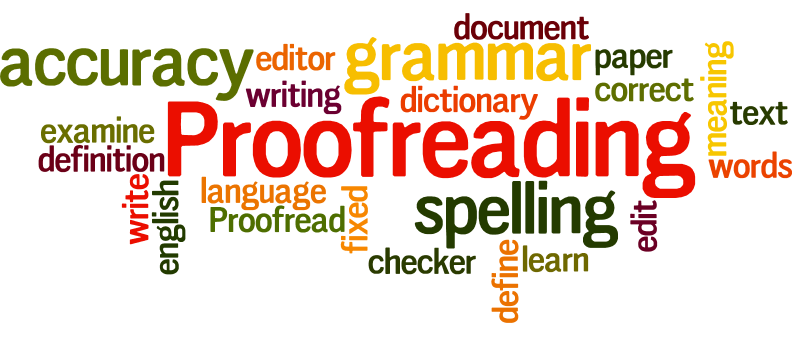 document
accuracy
editor
grammar
paper
writing
dictionary
correct
meaning
text
examine
definition
Proofreading
words
write
english
language
Proofread
fixed
spelling
edit
checker
define
learn